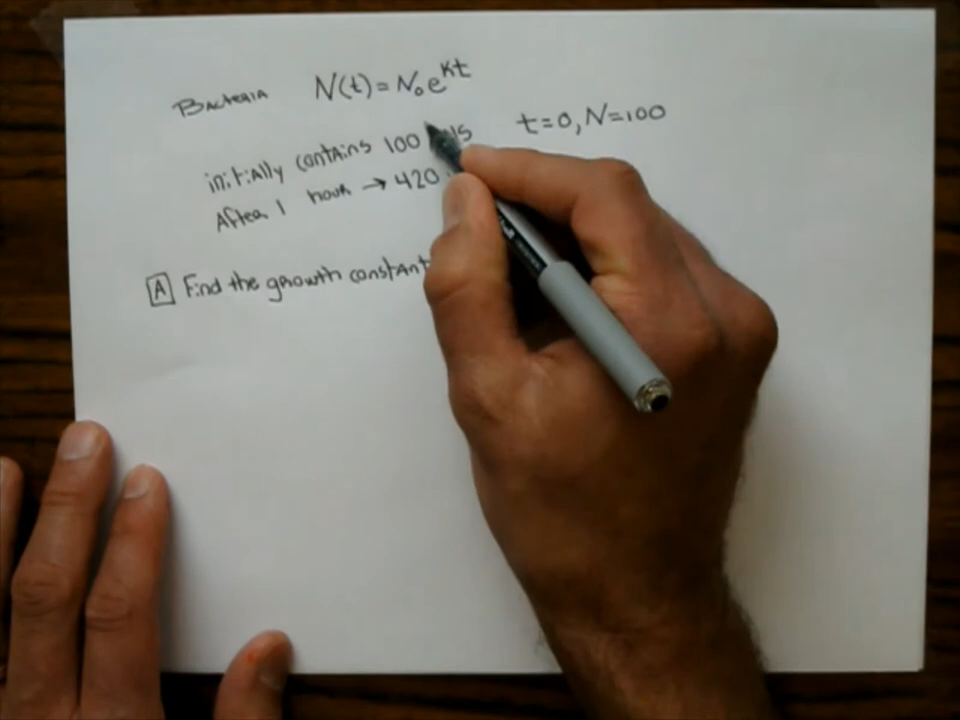 Bacteria N(t) = N₀e^kt
initially contains 100 t=0, N=100
After 1 hour → 420
A Find the growth constant